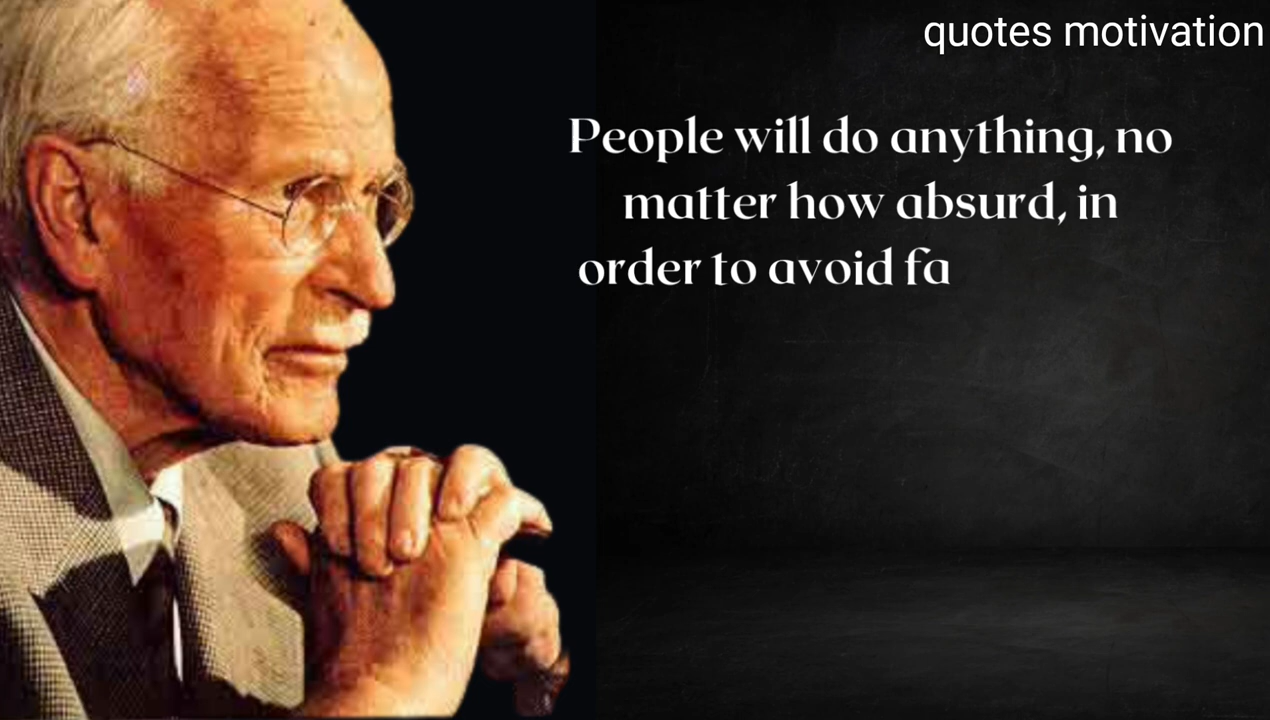 quotes motivation
People will do anything, no
matter how absurd, in
order to avoid fa